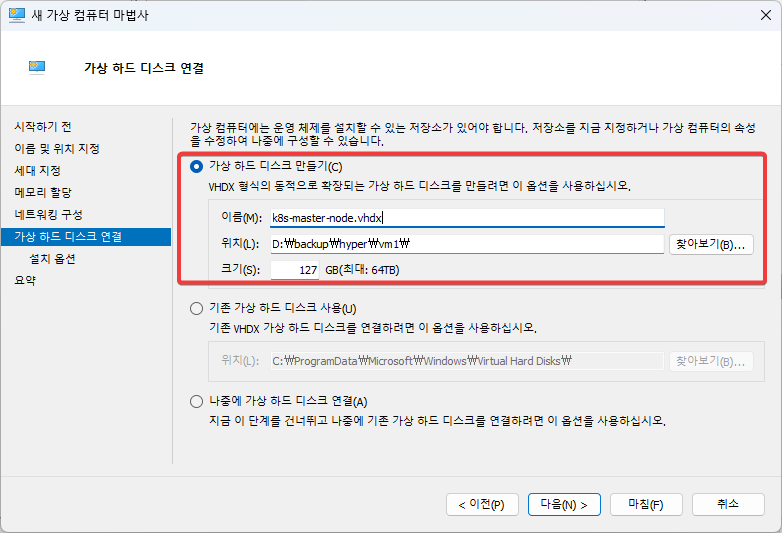 새 가상 컴퓨터 마법사
가상 하드 디스크 연결
시작하기 전
이름 및 위치 지정
세대 지정
메모리 할당
네트워킹 구성
가상 하드 디스크 연결
설치 옵션
요약
가상 컴퓨터에는 운영 체제를 설치할 수 있는 저장소가 있어야 합니다. 저장소를 지금 지정하거나 가상 컴퓨터의 속성
을 수정하여 나중에 구성할 수 있습니다.
가상 하드 디스크 만들기(C)
VHDX 형식의 동적으로 확장되는 가상 하드 디스크를 만들려면 이 옵션을 사용하십시오.
이름(M): k8s-master-node.vhdx
위치(L): D:₩backup₩hyper₩vm1₩ 찾아보기(B)...
크기(S): 127 GB(최대: 64TB)
기존 가상 하드 디스크 사용(U)
기존 VHDX 가상 하드 디스크를 연결하려면 이 옵션을 사용하십시오.
위치(L): C:₩ProgramData₩Microsoft₩Windows₩Virtual Hard Disks₩ 찾아보기(B)...
나중에 가상 하드 디스크 연결(A)
지금 이 단계를 건너뛰고 나중에 기존 가상 하드 디스크를 연결하려면 이 옵션을 사용하십시오.
< 이전(P) 다음(N) > 마침(F) 취소